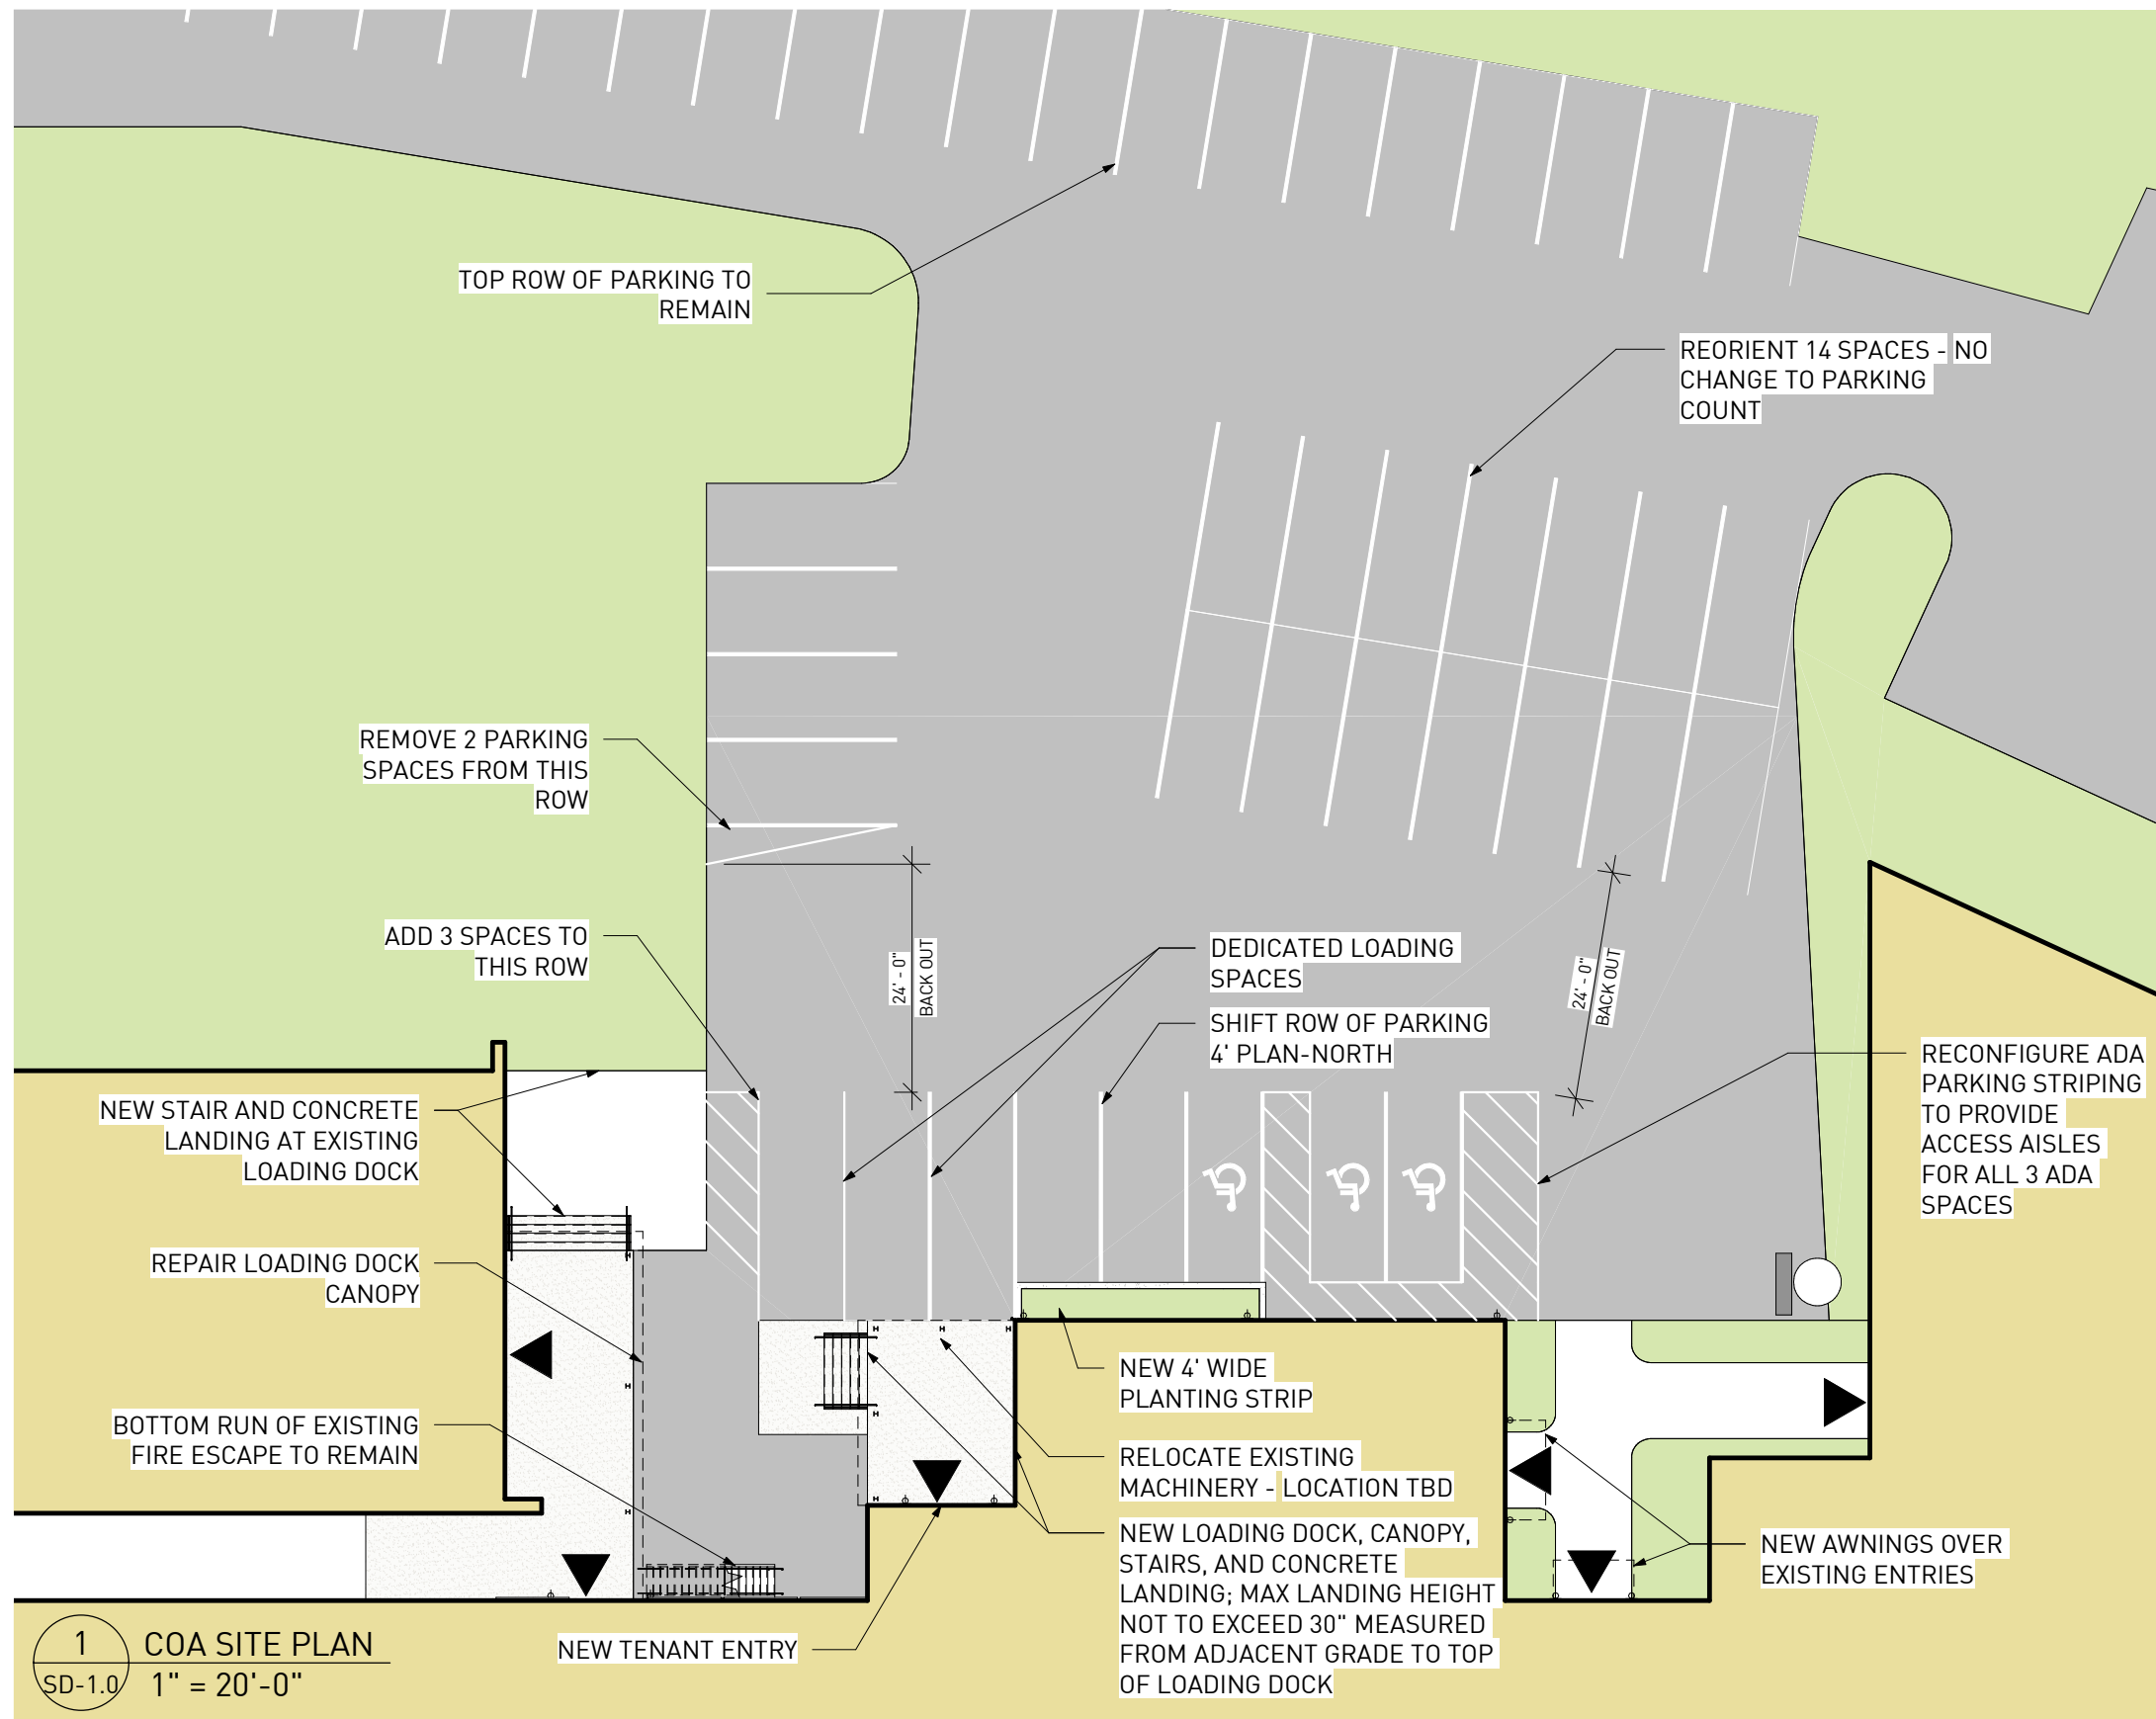 TOP ROW OF PARKING TO
REMAIN
REORIENT 14 SPACES - NO
CHANGE TO PARKING
COUNT
REMOVE 2 PARKING
SPACES FROM THIS
ROW
ADD 3 SPACES TO
THIS ROW
24' - 0"
BACK OUT
DEDICATED LOADING
SPACES
SHIFT ROW OF PARKING
4' PLAN-NORTH
24' - 0"
BACK OUT
RECONFIGURE ADA
PARKING STRIPING
TO PROVIDE
ACCESS AISLES
FOR ALL 3 ADA
SPACES
NEW STAIR AND CONCRETE
LANDING AT EXISTING
LOADING DOCK
REPAIR LOADING DOCK
CANOPY
BOTTOM RUN OF EXISTING
FIRE ESCAPE TO REMAIN
NEW 4' WIDE
PLANTING STRIP
RELOCATE EXISTING
MACHINERY - LOCATION TBD
NEW LOADING DOCK, CANOPY,
STAIRS, AND CONCRETE
LANDING; MAX LANDING HEIGHT
NOT TO EXCEED 30" MEASURED
FROM ADJACENT GRADE TO TOP
OF LOADING DOCK
NEW AWNINGS OVER
EXISTING ENTRIES
NEW TENANT ENTRY
1
SD-1.0
COA SITE PLAN
1" = 20'-0"